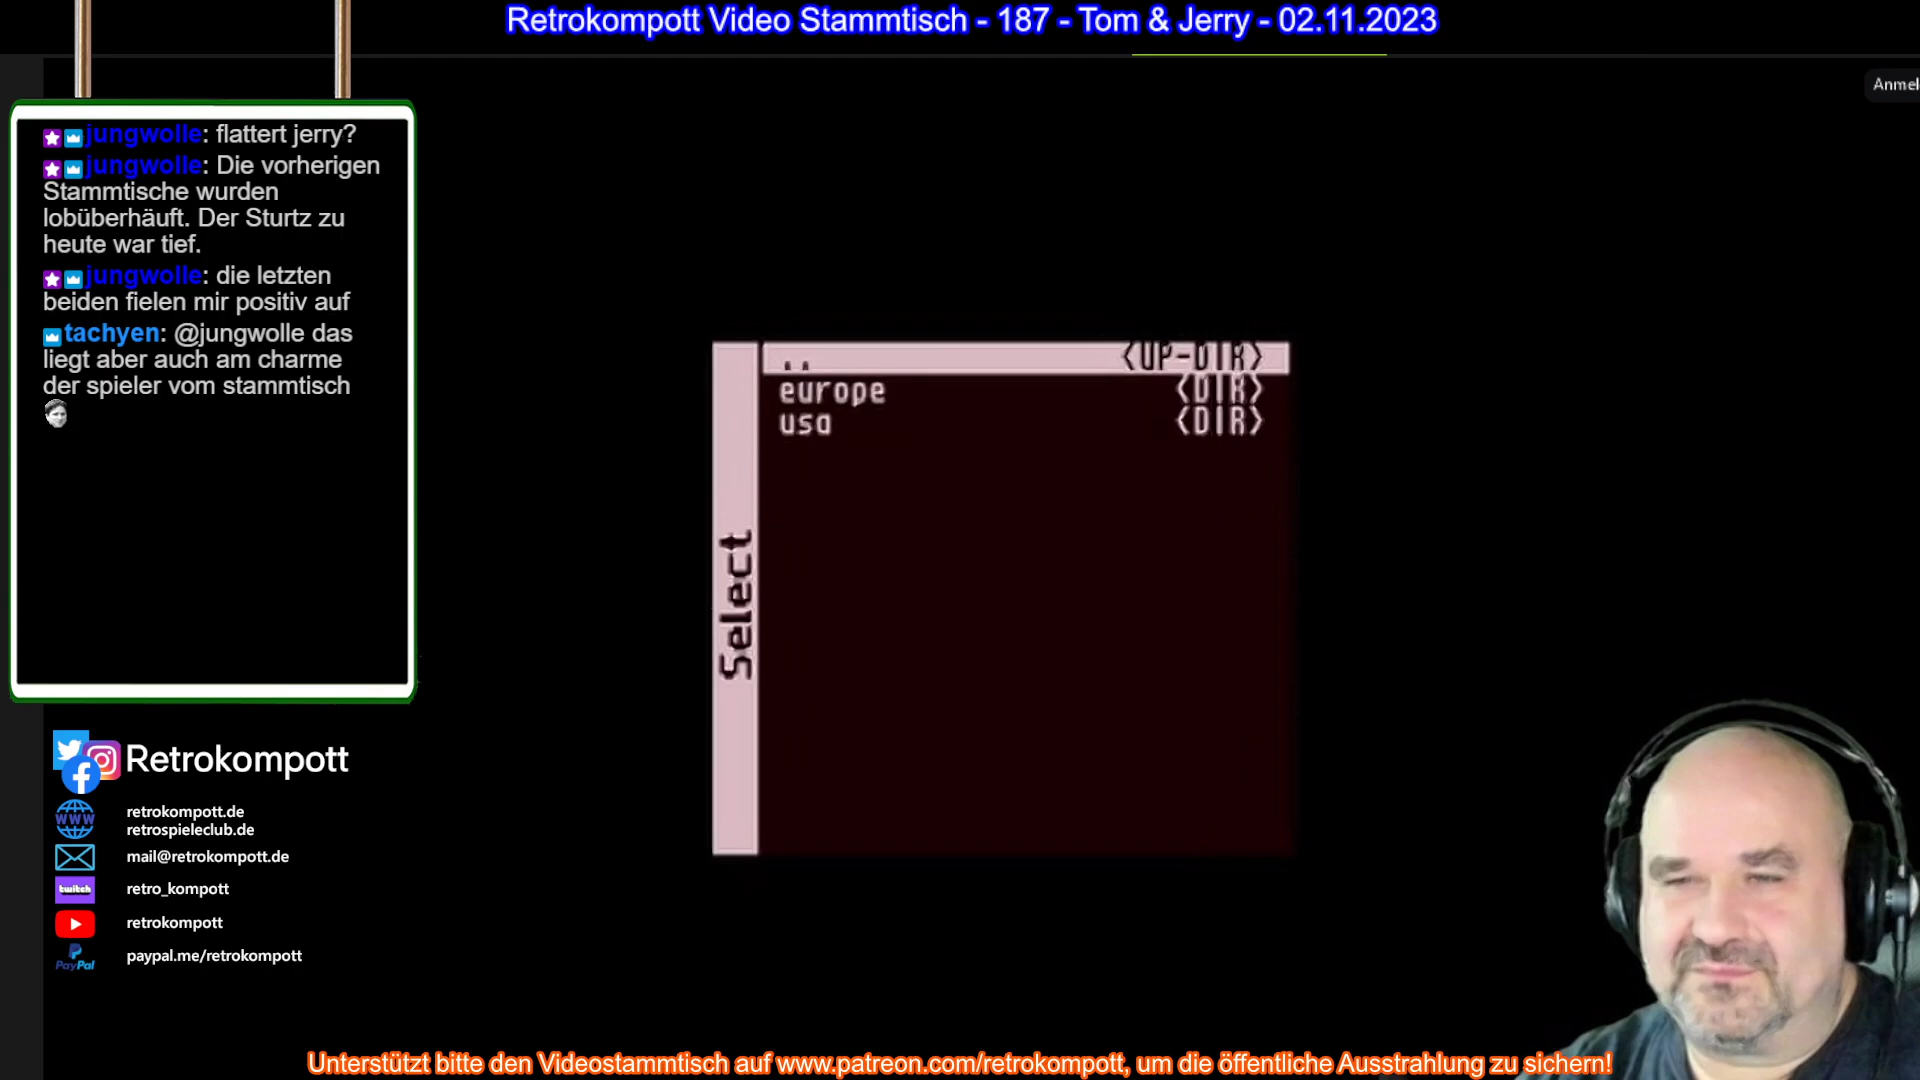 Retrokompott Video Stammtisch - 187 - Tom & Jerry - 02.11.2023
Anmel
jungwolle: flattert jerry?
jungwolle: Die vorherigen
Stammtische wurden
lobüberhäuft. Der Sturtz zu
heute war tief.
jungwolle: die letzten
beiden fielen mir positiv auf
tachyen: @jungwolle das
liegt aber auch am charme
der spieler vom stammtisch
Select
.. <UP-DIR>
europe <DIR>
usa <DIR>
Retrokompott
www
retrokompott.de
retrospieleclub.de
mail@retrokompott.de
twitch
retro_kompott
retrokompott
PayPal
paypal.me/retrokompott
Unterstützt bitte den Videostammtisch auf www.patreon.com/retrokompott, um die öffentliche Ausstrahlung zu sichern!